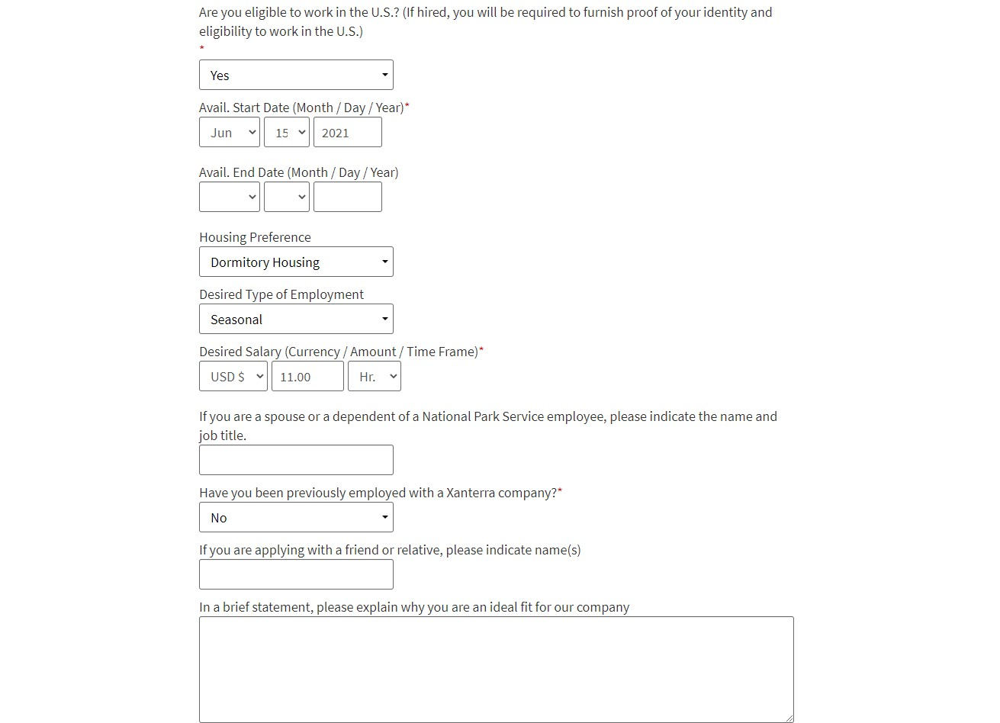 Are you eligible to work in the U.S.? (If hired, you will be required to furnish proof of your identity and
eligibility to work in the U.S.)
*
Yes
Avail. Start Date (Month / Day / Year)*
Jun 15 2021
Avail. End Date (Month / Day / Year)
Housing Preference
Dormitory Housing
Desired Type of Employment
Seasonal
Desired Salary (Currency / Amount / Time Frame)*
USD $ 11.00 Hr.
If you are a spouse or a dependent of a National Park Service employee, please indicate the name and
job title.
Have you been previously employed with a Xanterra company?*
No
If you are applying with a friend or relative, please indicate name(s)
In a brief statement, please explain why you are an ideal fit for our company